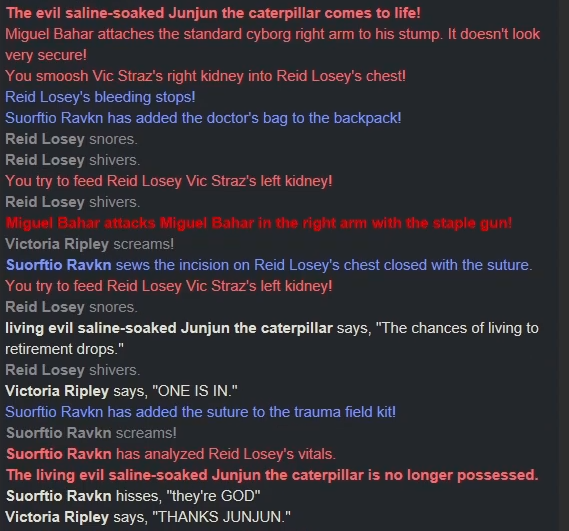 The evil saline-soaked Junjun the caterpillar comes to life!
Miguel Bahar attaches the standard cyborg right arm to his stump. It doesn't look
very secure!
You smoosh Vic Straz's right kidney into Reid Losey's chest!
Reid Losey's bleeding stops!
Suorftio Ravkn has added the doctor's bag to the backpack!
Reid Losey snores.
Reid Losey shivers.
You try to feed Reid Losey Vic Straz's left kidney!
Reid Losey shivers.
Miguel Bahar attacks Miguel Bahar in the right arm with the staple gun!
Victoria Ripley screams!
Suorftio Ravkn sews the incision on Reid Losey's chest closed with the suture.
You try to feed Reid Losey Vic Straz's left kidney!
Reid Losey snores.
living evil saline-soaked Junjun the caterpillar says, "The chances of living to
retirement drops."
Reid Losey shivers.
Victoria Ripley says, "ONE IS IN."
Suorftio Ravkn has added the suture to the trauma field kit!
Suorftio Ravkn screams!
Suorftio Ravkn has analyzed Reid Losey's vitals.
The living evil saline-soaked Junjun the caterpillar is no longer possessed.
Suorftio Ravkn hisses, "they're GOD"
Victoria Ripley says, "THANKS JUNJUN."